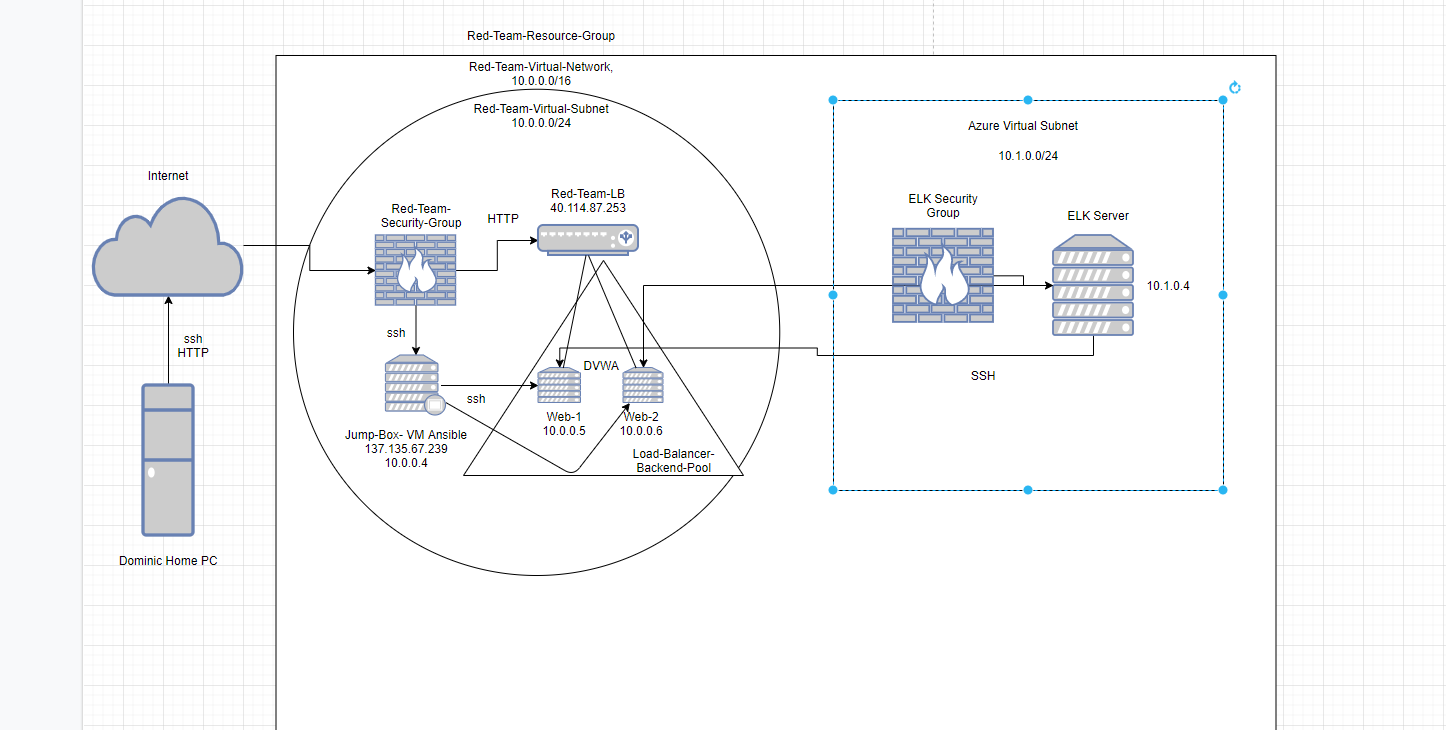 Red-Team-Resource-Group
Red-Team-Virtual-Network,
10.0.0.0/16
Red-Team-Virtual-Subnet
10.0.0.0/24
Azure Virtual Subnet
10.1.0.0/24
Internet
Red-Team-
Security-Group
HTTP
Red-Team-LB
40.114.87.253
ELK Security
Group
ELK Server
10.1.0.4
ssh
HTTP
ssh
DVWA
SSH
ssh
Web-1
10.0.0.5
Web-2
10.0.0.6
Jump-Box- VM Ansible
137.135.67.239
10.0.0.4
Load-Balancer-
Backend-Pool
Dominic Home PC